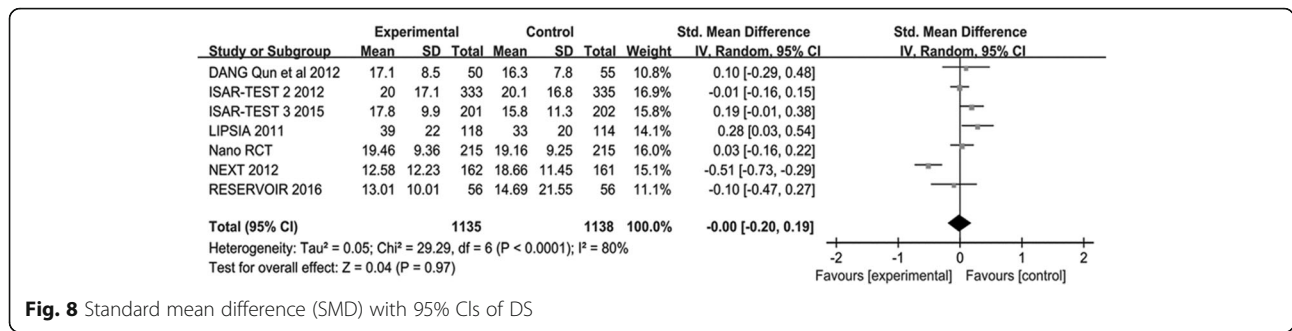 Experimental Control Std. Mean Difference Std. Mean Difference
Study or Subgroup Mean SD Total Mean SD Total Weight IV, Random, 95% CI IV, Random, 95% CI
DANG Qun et al 2012 17.1 8.5 50 16.3 7.8 55 10.8% 0.10 [-0.29, 0.48]
ISAR-TEST 2 2012 20 17.1 333 20.1 16.8 335 16.9% -0.01 [-0.16, 0.15]
ISAR-TEST 3 2015 17.8 9.9 201 15.8 11.3 202 15.8% 0.19 [-0.01, 0.38]
LIPSIA 2011 39 22 118 33 20 114 14.1% 0.28 [0.03, 0.54]
Nano RCT 19.46 9.36 215 19.16 9.25 215 16.0% 0.03 [-0.16, 0.22]
NEXT 2012 12.58 12.23 162 18.66 11.45 161 15.1% -0.51 [-0.73, -0.29]
RESERVOIR 2016 13.01 10.01 56 14.69 21.55 56 11.1% -0.10 [-0.47, 0.27]
Total (95% CI) 1135 1138 100.0% -0.00 [-0.20, 0.19]
Heterogeneity: Tau² = 0.05; Chi² = 29.29, df = 6 (P < 0.0001); I² = 80%
Test for overall effect: Z = 0.04 (P = 0.97)
-2 -1 0 1 2
Favours [experimental] Favours [control]
Fig. 8 Standard mean difference (SMD) with 95% CIs of DS